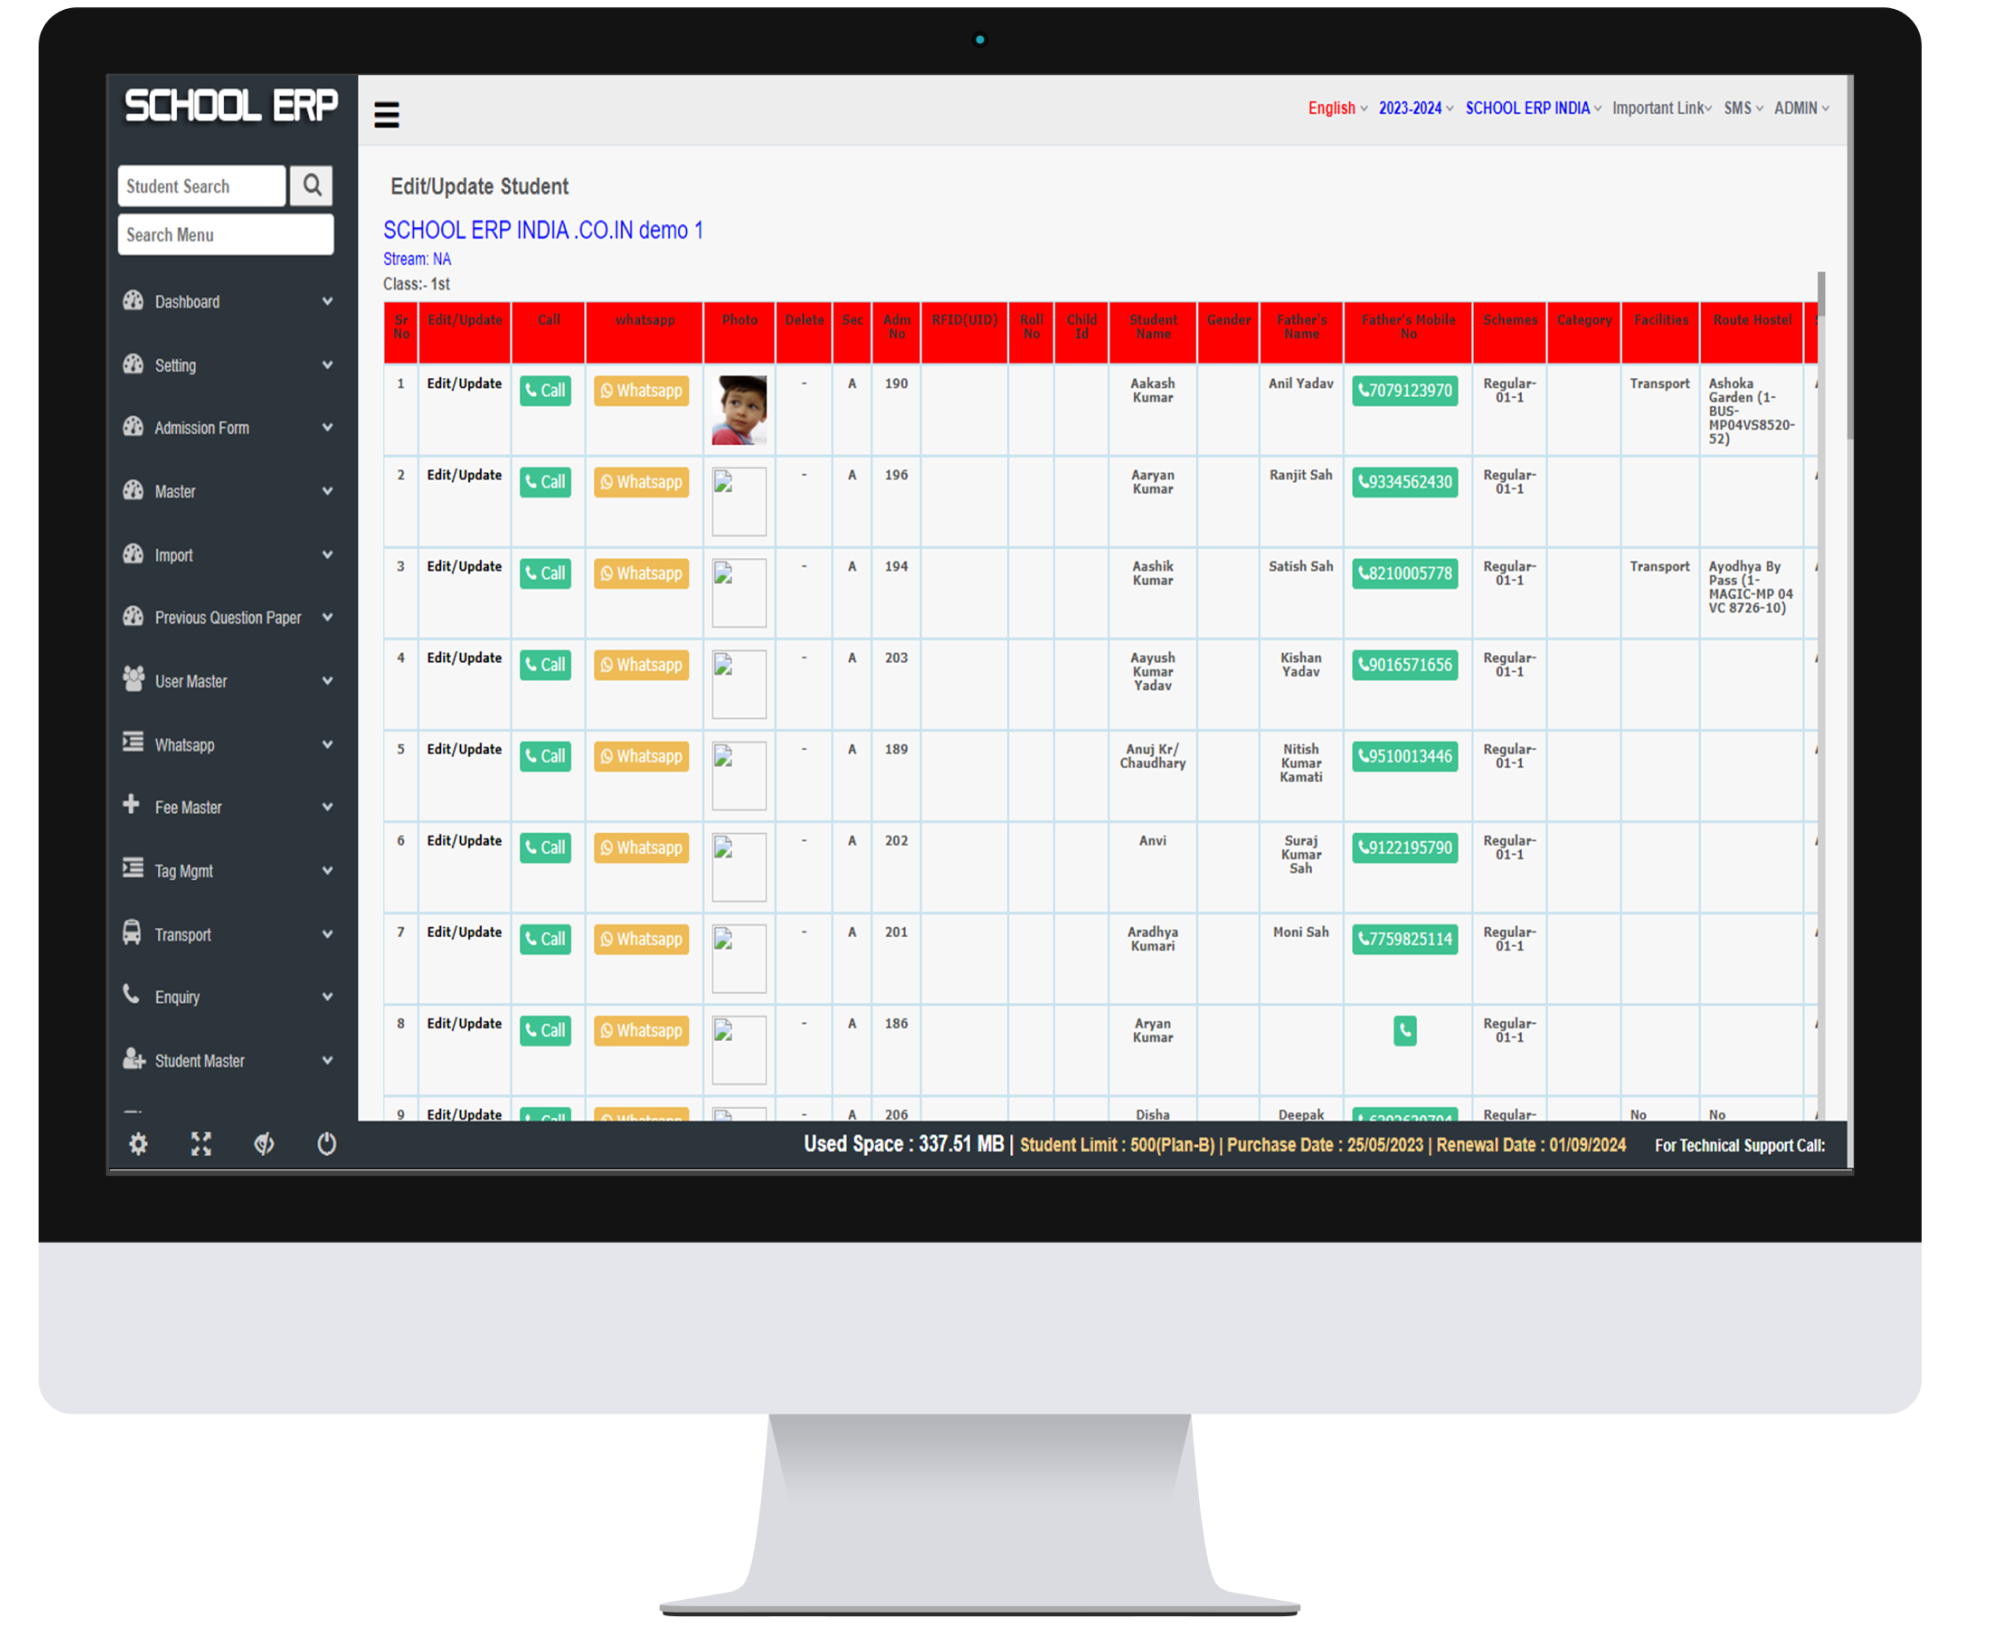 SCHOOL ERP
English 2023-2024 SCHOOL ERP INDIA Important Link SMS ADMIN
Student Search
Search Menu
Dashboard
Setting
Admission Form
Master
Import
Previous Question Paper
User Master
Whatsapp
Fee Master
Tag Mgmt
Transport
Enquiry
Student Master
Edit/Update Student
SCHOOL ERP INDIA .CO.IN demo 1
Stream: NA
Class:- 1st
Sr No Edit/Update Call whatsapp Photo Delete Sec Adm No RFID(UID) Roll No Child Id Student Name Gender Father's Name Father's Mobile No Schemes Category Facilities Route Hostel
1 Edit/Update Call Whatsapp - A 190 Aakash Kumar Anil Yadav 7079123970 Regular-01-1 Transport Ashoka Garden (1-BUS-MP04VS8520-52)
2 Edit/Update Call Whatsapp - A 196 Aaryan Kumar Ranjit Sah 9334562430 Regular-01-1
3 Edit/Update Call Whatsapp - A 194 Aashik Kumar Satish Sah 8210005778 Regular-01-1 Transport Ayodhya By Pass (1-MAGIC-MP 04 VC 8726-10)
4 Edit/Update Call Whatsapp - A 203 Aayush Kumar Yadav Kishan Yadav 9016571656 Regular-01-1
5 Edit/Update Call Whatsapp - A 189 Anuj Kr/ Chaudhary Nitish Kumar Kamati 9510013446 Regular-01-1
6 Edit/Update Call Whatsapp - A 202 Anvi Suraj Kumar Sah 9122195790 Regular-01-1
7 Edit/Update Call Whatsapp - A 201 Aradhya Kumari Moni Sah 7759825114 Regular-01-1
8 Edit/Update Call Whatsapp - A 186 Aryan Kumar Regular-01-1
9 Edit/Update Call Whatsapp - A 206 Disha Deepak Regular- No No
Used Space : 337.51 MB | Student Limit : 500(Plan-B) | Purchase Date : 25/05/2023 | Renewal Date : 01/09/2024 For Technical Support Call: